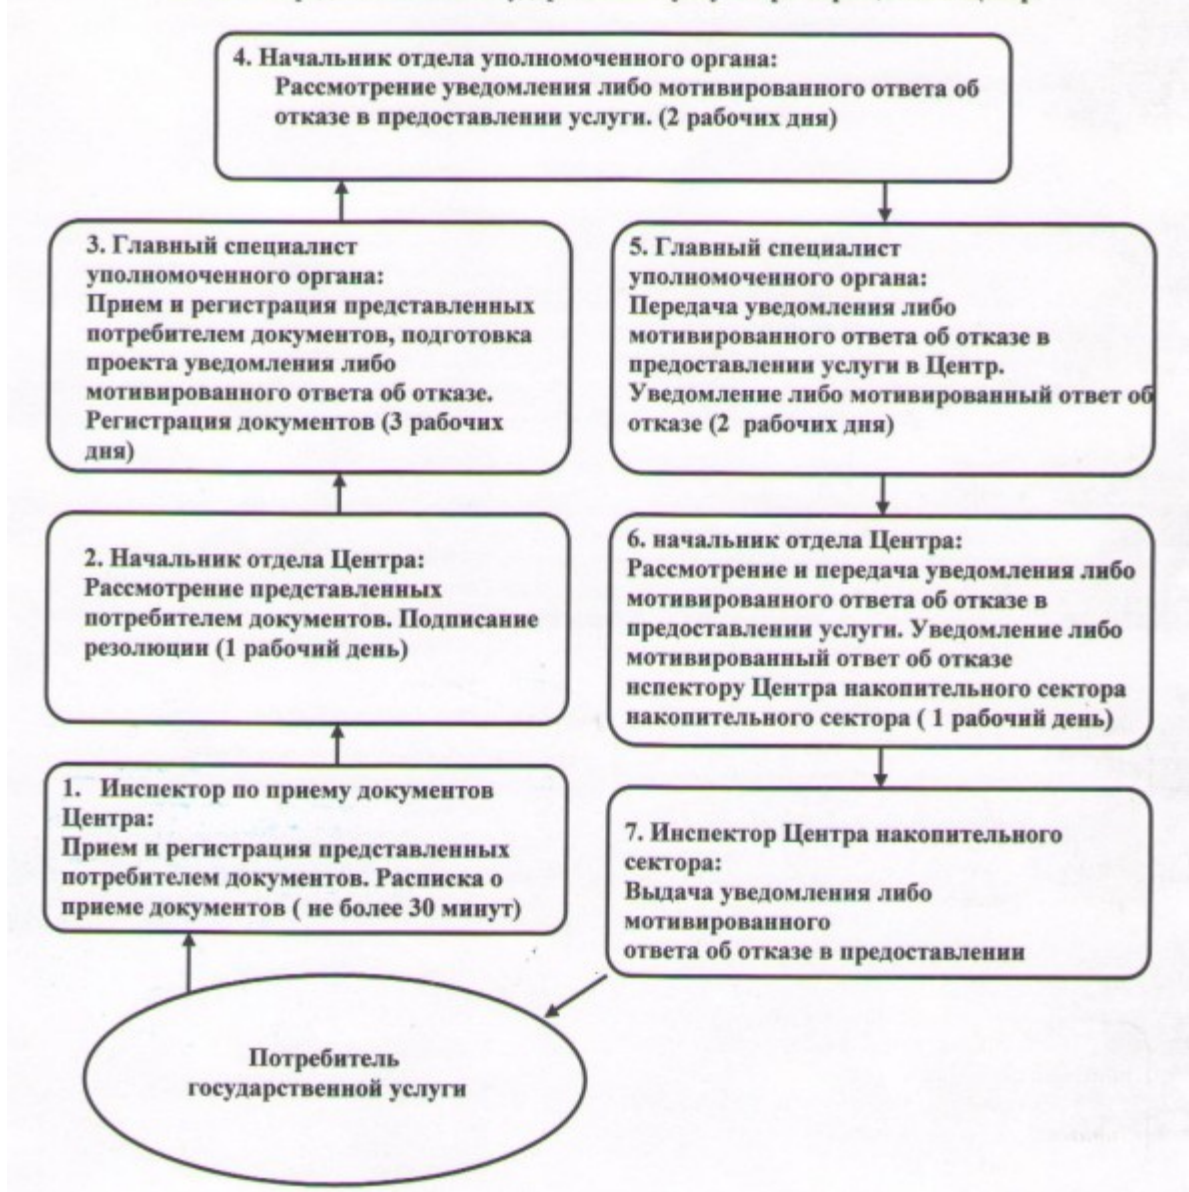 4. Начальник отдела уполномоченного органа:
Рассмотрение уведомления либо мотивированного ответа об
отказе в предоставлении услуги. (2 рабочих дня)
3. Главный специалист
уполномоченного органа:
Прием и регистрация представленных
потребителем документов, подготовка
проекта уведомления либо
мотивированного ответа об отказе.
Регистрация документов (3 рабочих
дня)
5. Главный специалист
уполномоченного органа:
Передача уведомления либо
мотивированного ответа об отказе в
предоставлении услуги в Центр.
Уведомление либо мотивированный ответ об
отказе (2 рабочих дня)
2. Начальник отдела Центра:
Рассмотрение представленных
потребителем документов. Подписание
резолюции (1 рабочий день)
6. начальник отдела Центра:
Рассмотрение и передача уведомления либо
мотивированного ответа об отказе в
предоставлении услуги. Уведомление либо
мотивированный ответ об отказе
нспектору Центра накопительного сектора
накопительного сектора ( 1 рабочий день)
1. Инспектор по приему документов
Центра:
Прием и регистрация представленных
потребителем документов. Расписка о
приеме документов ( не более 30 минут)
7. Инспектор Центра накопительного
сектора:
Выдача уведомления либо
мотивированного
ответа об отказе в предоставлении
Потребитель
государственной услуги